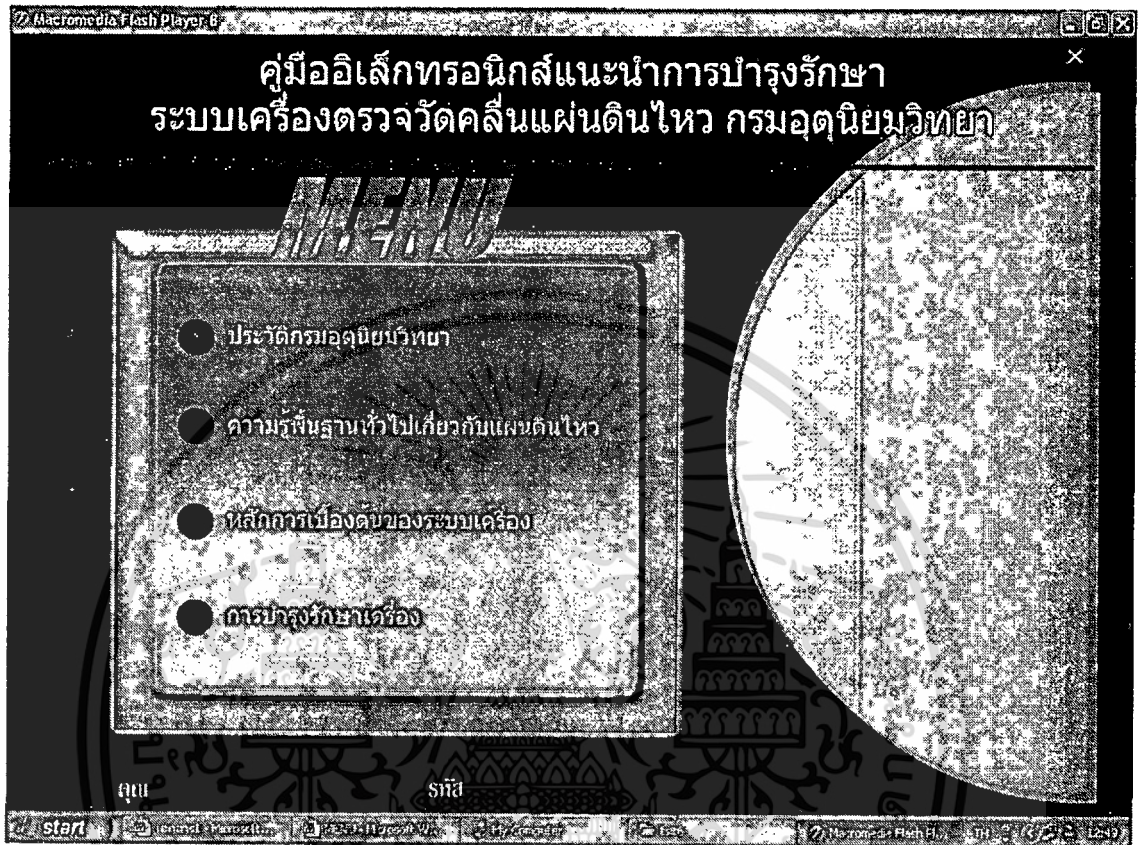 Macromedia Flash Player 6
คู่มืออิเล็กทรอนิกส์แนะนำการบำรุงรักษา
ระบบเครื่องตรวจวัดคลื่นแผ่นดินไหว กรมอุตุนิยมวิทยา
MENU
ประวัติกรมอุตุนิยมวิทยา
ความรู้พื้นฐานทั่วไปเกี่ยวกับแผ่นดินไหว
หลักการเบื้องต้นของระบบเครื่อง
การบำรุงรักษาเครื่อง
คุณ รหัส
start Macromedia Flash Pl... TH 12:49